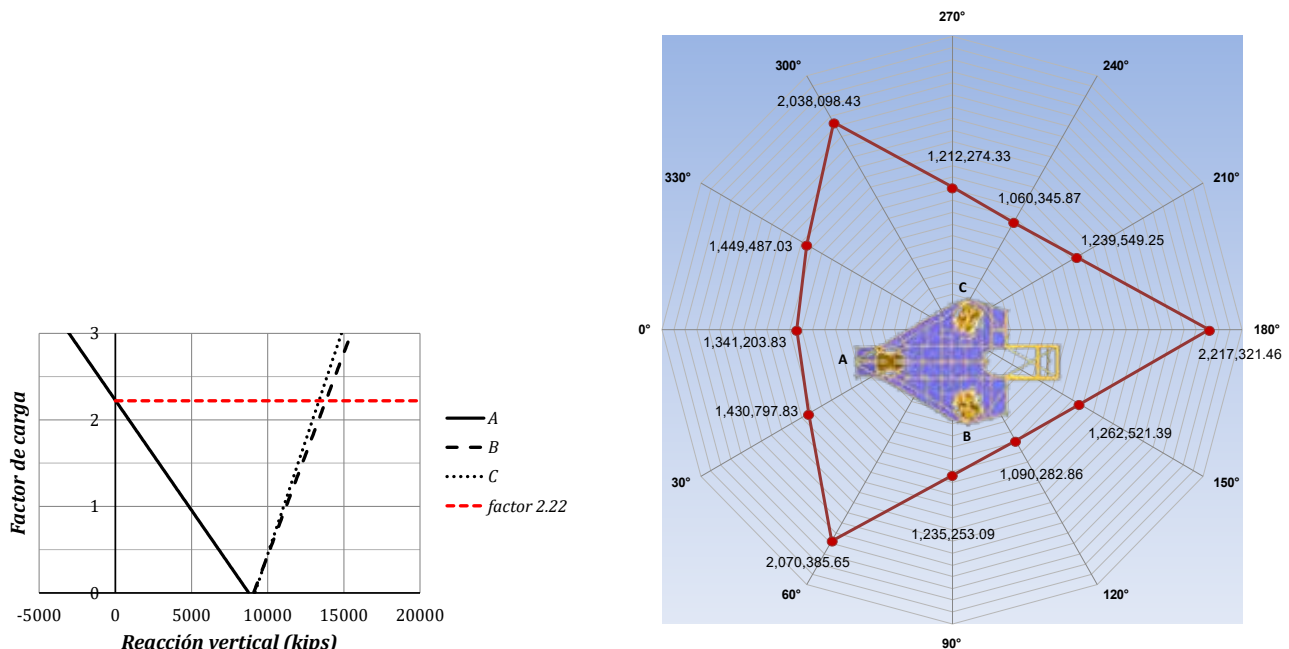 3
2
1
0
-5000 0 5000 10000 15000 20000
Factor de carga
Reacción vertical (kips)
A
B
C
factor 2.22
270°
300°
240°
2,038,098.43
1,212,274.33
330°
210°
1,060,345.87
1,449,487.03
1,239,549.25
C
0°
1,341,203.83
180°
A
2,217,321.46
1,430,797.83
B
1,262,521.39
30°
1,090,282.86
150°
1,235,253.09
2,070,385.65
60°
120°
90°